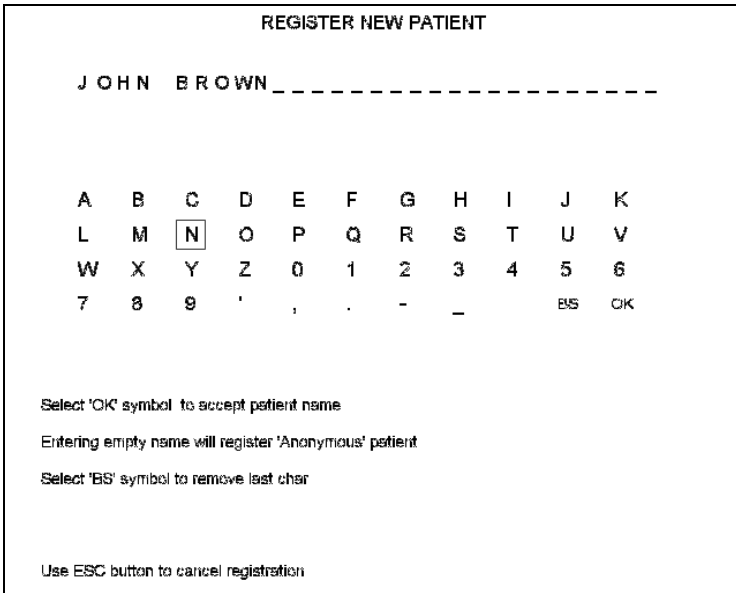 REGISTER NEW PATIENT
JOHN BROWN_ _ _ _ _ _ _ _ _ _ _ _ _ _ _ _ _ _ _ _
A B C D E F G H I J K
L M N O P Q R S T U V
W X Y Z 0 1 2 3 4 5 6
7 8 9 ' , . - _ BS OK
Select 'OK' symbol to accept patient name
Entering empty name will register 'Anonymous' patient
Select 'BS' symbol to remove last char
Use ESC button to cancel registration